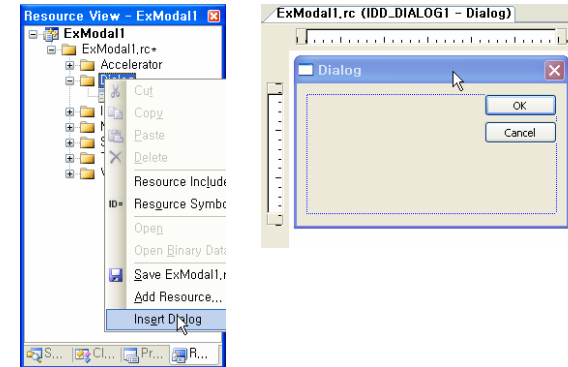 Resource View - ExModal1
ExModal1
ExModal1.rc*
Accelerator
Cut
Copy
Paste
Delete
Resource Include
ID= Resource Symbo
Open
Open Binary Data
Save ExModal1.r
Add Resource...
Insert Dialog
S... Cl... Pr... R...
ExModal1.rc (IDD_DIALOG1 - Dialog)
Dialog
OK
Cancel